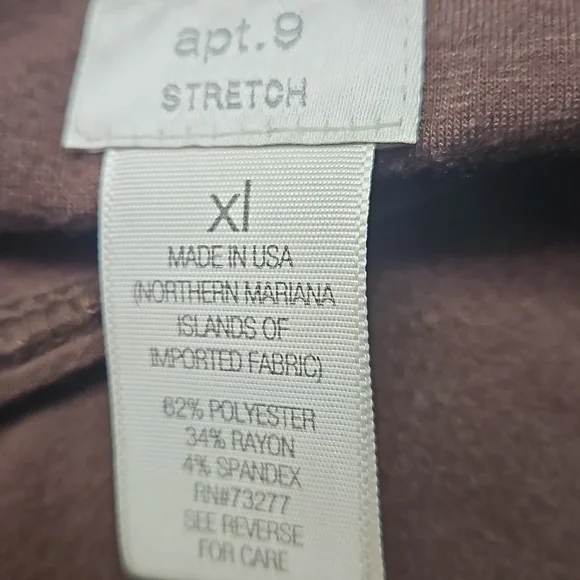 apt.9
STRETCH
xl
MADE IN USA
(NORTHERN MARIANA
ISLANDS OF
IMPORTED FABRIC)
62% POLYESTER
34% RAYON
4% SPANDEX
RN#73277
SEE REVERSE
FOR CARE